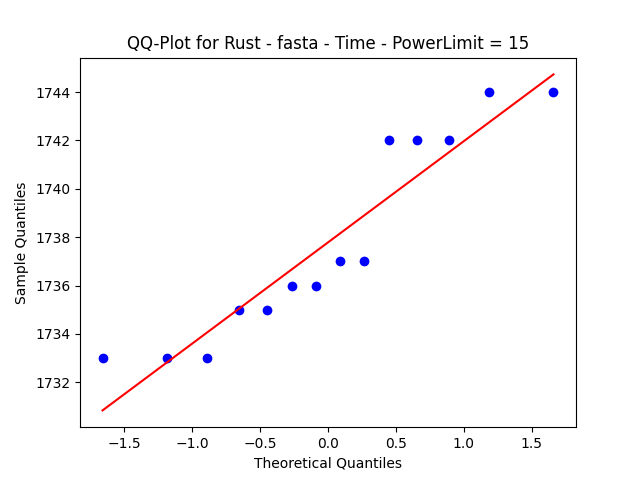 QQ-Plot for Rust - fasta - Time - PowerLimit = 15
1744
1742
1740
1738
1736
1734
1732
Sample Quantiles
−1.5 −1.0 −0.5 0.0 0.5 1.0 1.5
Theoretical Quantiles